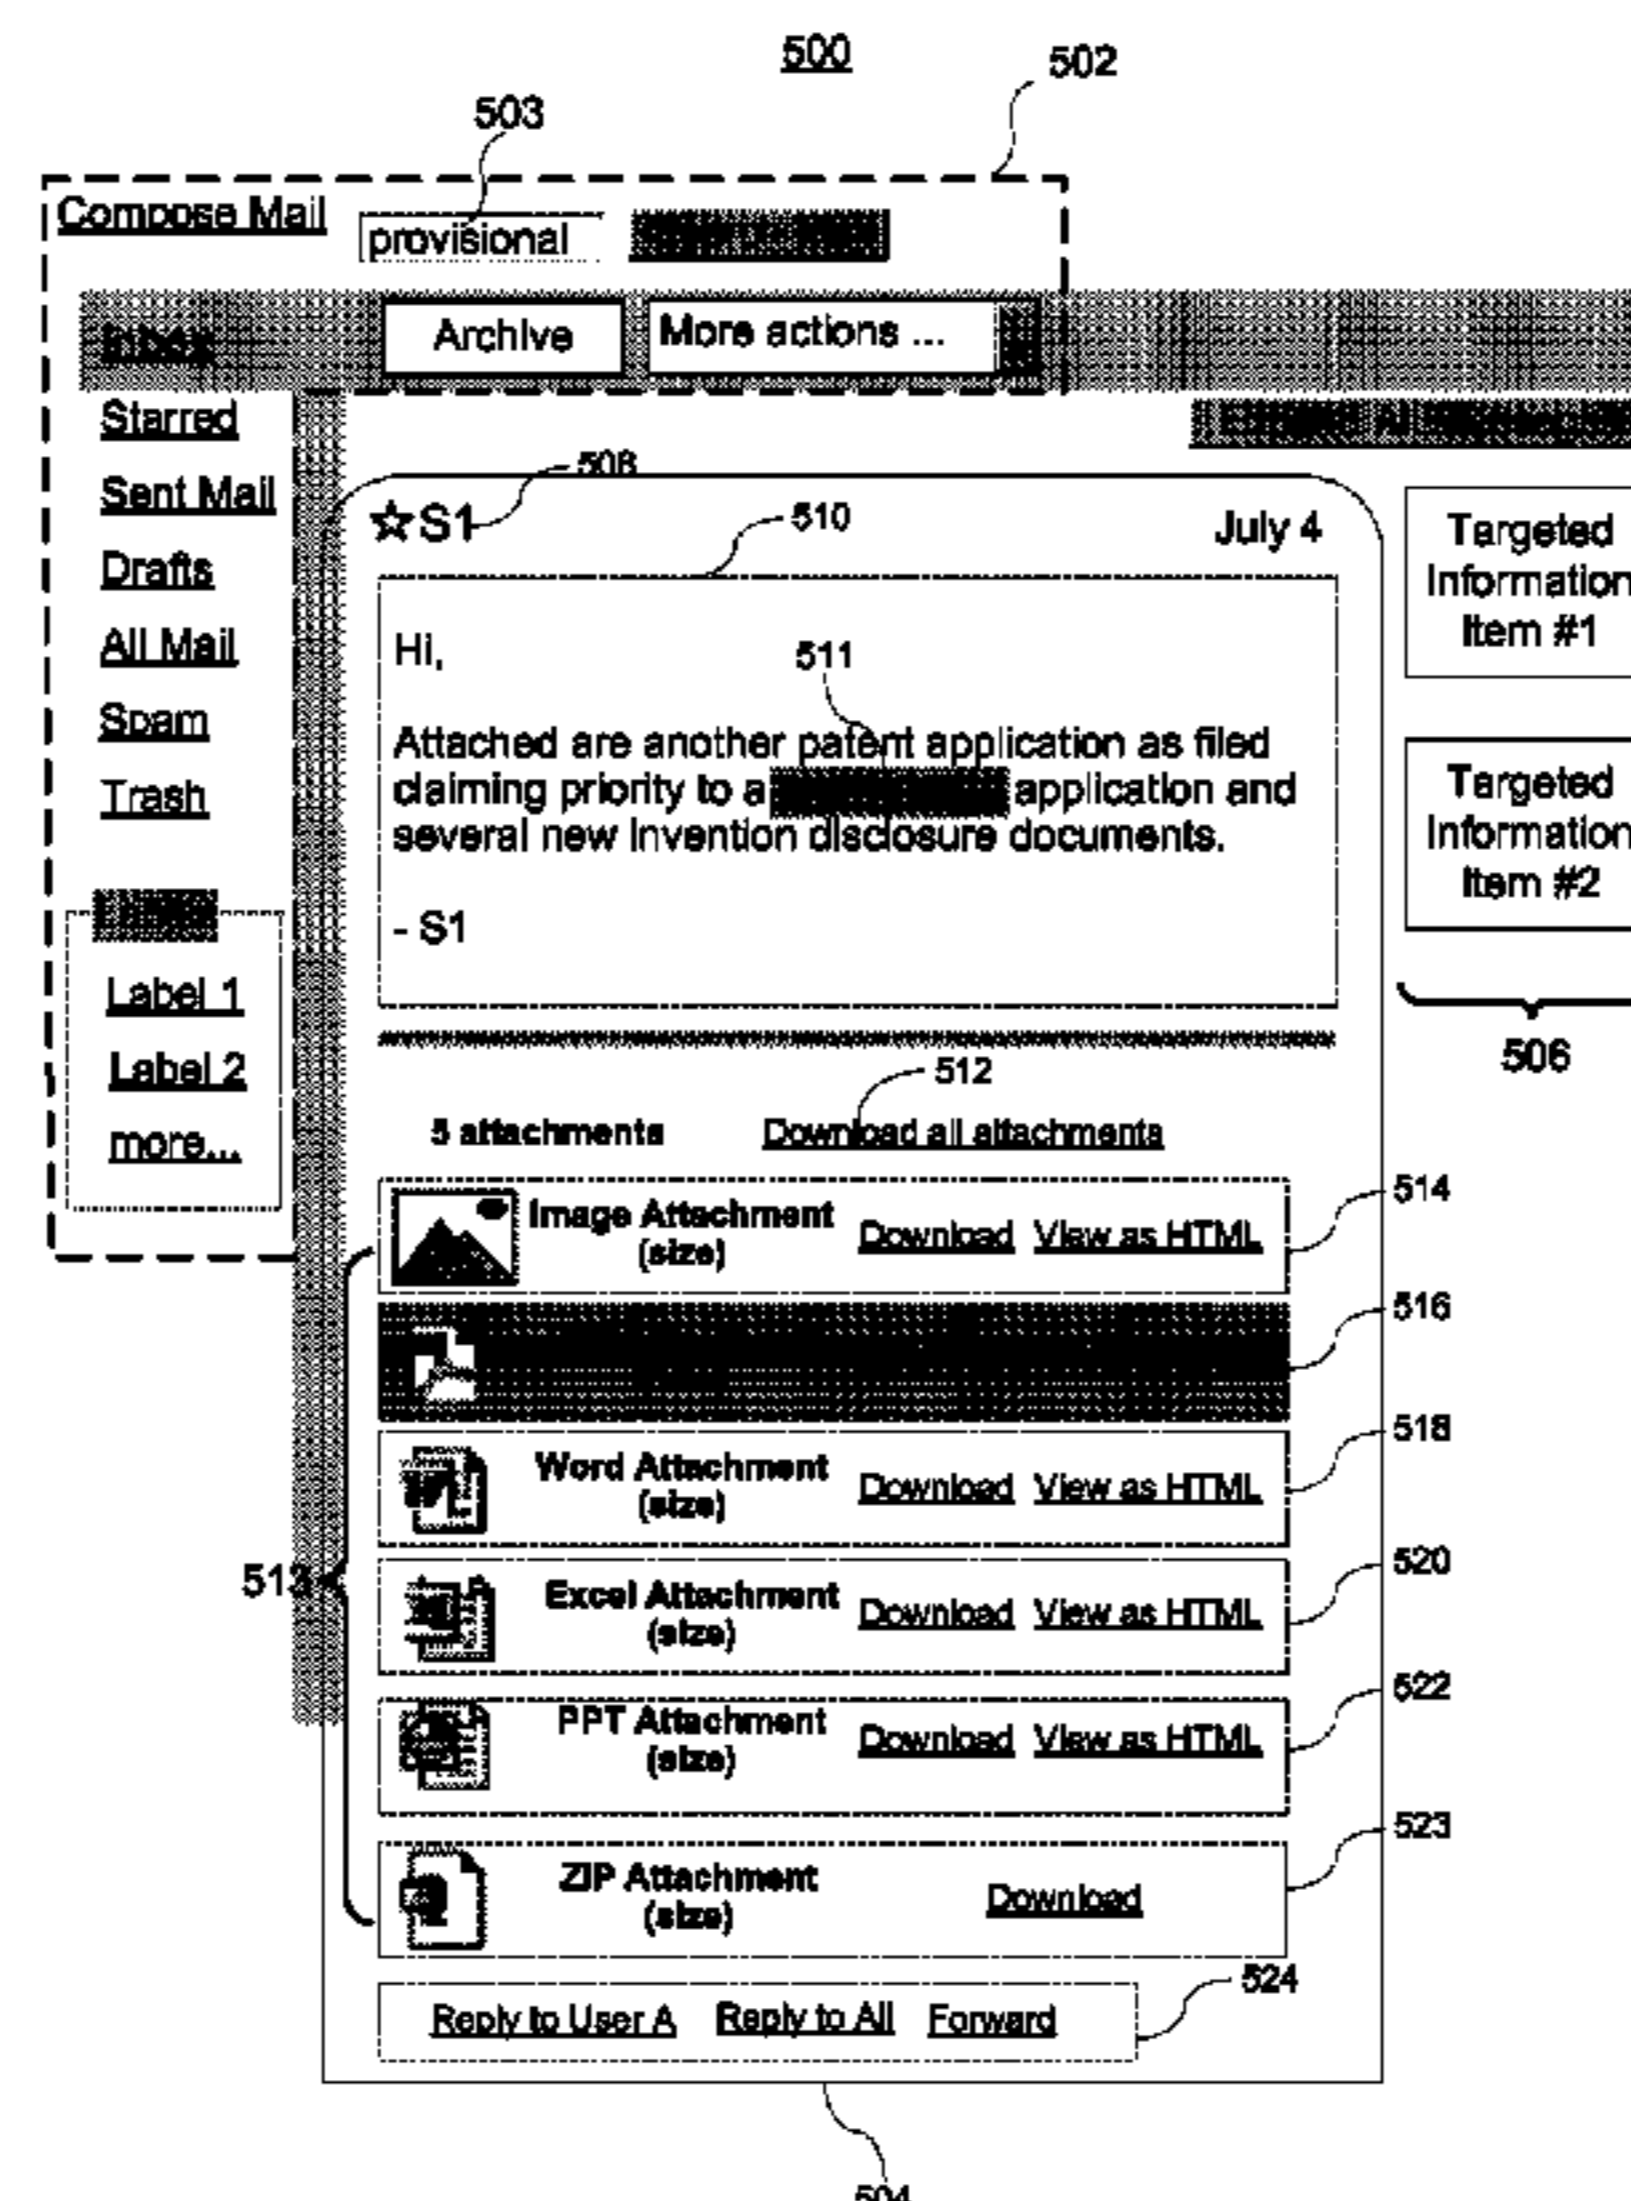 500
502
503
Compose Mail
provisional
Inbox
Archive
More actions ...
Starred
Sent Mail
Drafts
All Mail
Spam
Trash
Label 1
Label 2
more...
508
☆S1
July 4
510
Hi,
511
Attached are another patent application as filed
claiming priority to a application and
several new invention disclosure documents.
- S1
Targeted
Information
Item #1
Targeted
Information
Item #2
506
512
5 attachments
Download all attachments
513
Image Attachment
(size)
Download View as HTML
514
516
Word Attachment
(size)
Download View as HTML
518
Excel Attachment
(size)
Download View as HTML
520
PPT Attachment
(size)
Download View as HTML
522
ZIP Attachment
(size)
Download
523
Reply to User A Reply to All Forward
524
504